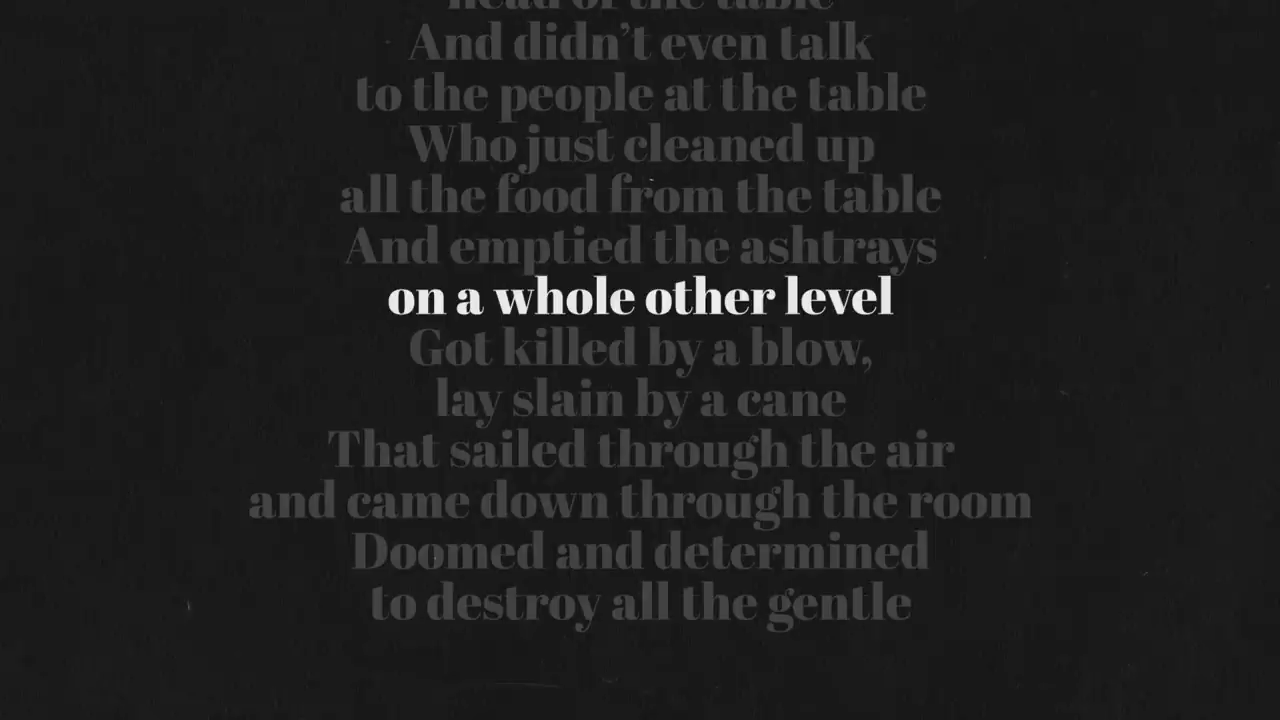 head of the table
And didn’t even talk
to the people at the table
Who just cleaned up
all the food from the table
And emptied the ashtrays
on a whole other level
Got killed by a blow,
lay slain by a cane
That sailed through the air
and came down through the room
Doomed and determined
to destroy all the gentle